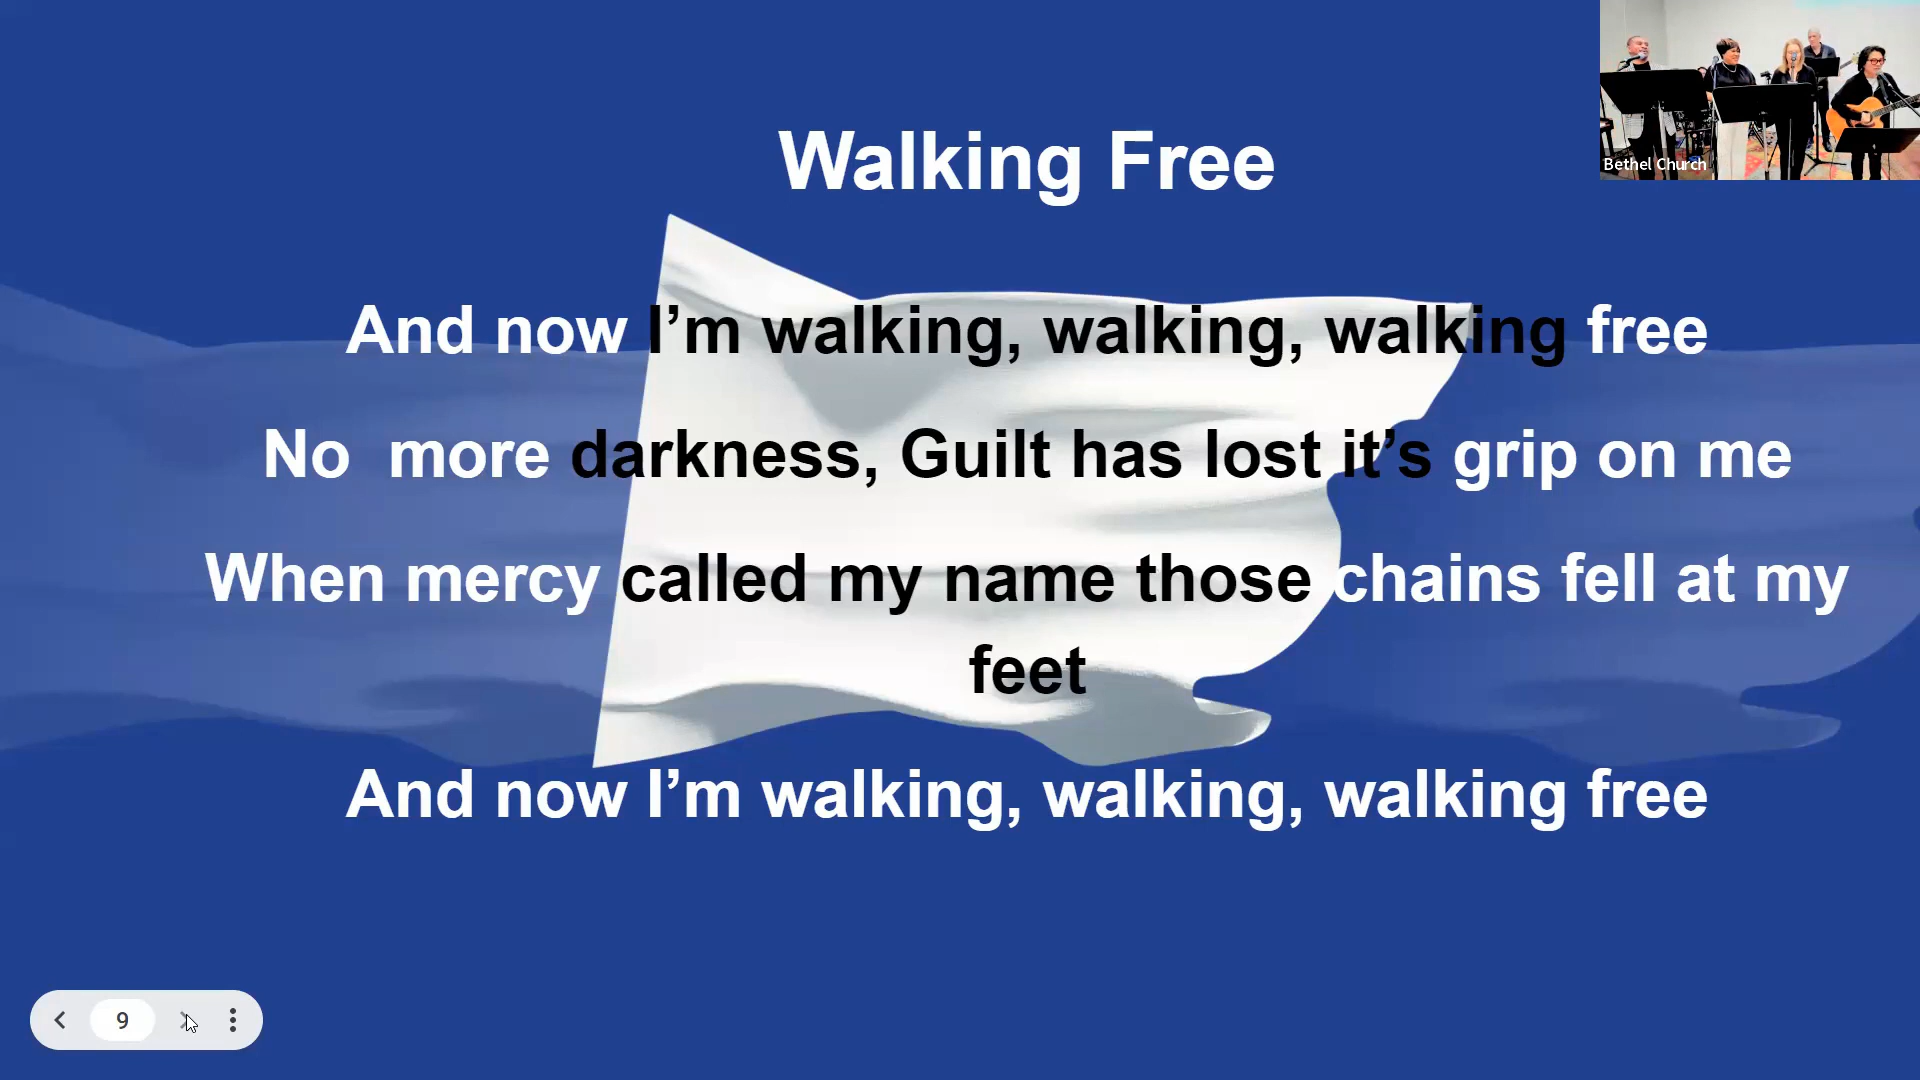 Walking Free
Bethel Church
And now I’m walking, walking, walking free
No  more darkness, Guilt has lost it’s grip on me
When mercy called my name those chains fell at my
feet
And now I’m walking, walking, walking free
9